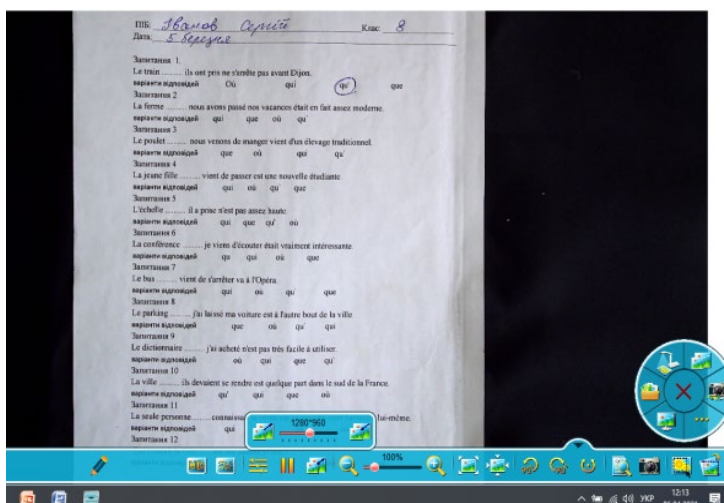 ПІБ: Іванов Сергій Клас: 8
Дата: 5 березня
Запитання 1.
Le train ........ ils ont pris ne s'arrête pas avant Dijon.
варіанти відповідей Où qui qu' que
Запитання 2
La ferme ........ nous avons passé nos vacances était en fait assez moderne.
варіанти відповідей qui que où qu'
Запитання 3
Le poulet ........ nous venons de manger vient d'un élevage traditionnel.
варіанти відповідей que où qui qu'
Запитання 4
La jeune fille ........ vient de passer est une nouvelle étudiante.
варіанти відповідей qui où qu' que
Запитання 5
L'échelle ........ il a prise n'est pas assez haute.
варіанти відповідей qui que qu' où
Запитання 6
La conférence ........ je viens d'écouter était vraiment intéressante.
варіанти відповідей qu qui où que
Запитання 7
Le bus ........ vient de s'arrêter va à l'Opéra.
варіанти відповідей qui où qu' que
Запитання 8
Le parking ........ j'ai laissé ma voiture est à l'autre bout de la ville.
варіанти відповідей que où qu' qui
Запитання 9
Le dictionnaire ........ j'ai acheté n'est pas très facile à utiliser.
варіанти відповідей où qui que qu'
Запитання 10
La ville ........ ils devaient se rendre est quelque part dans le sud de la France.
варіанти відповідей qu' qui que où
Запитання 11
La seule personne ........ lui-même.
варіанти відповідей qui
Запитання 12
1280*960
100%
УКР 12:13